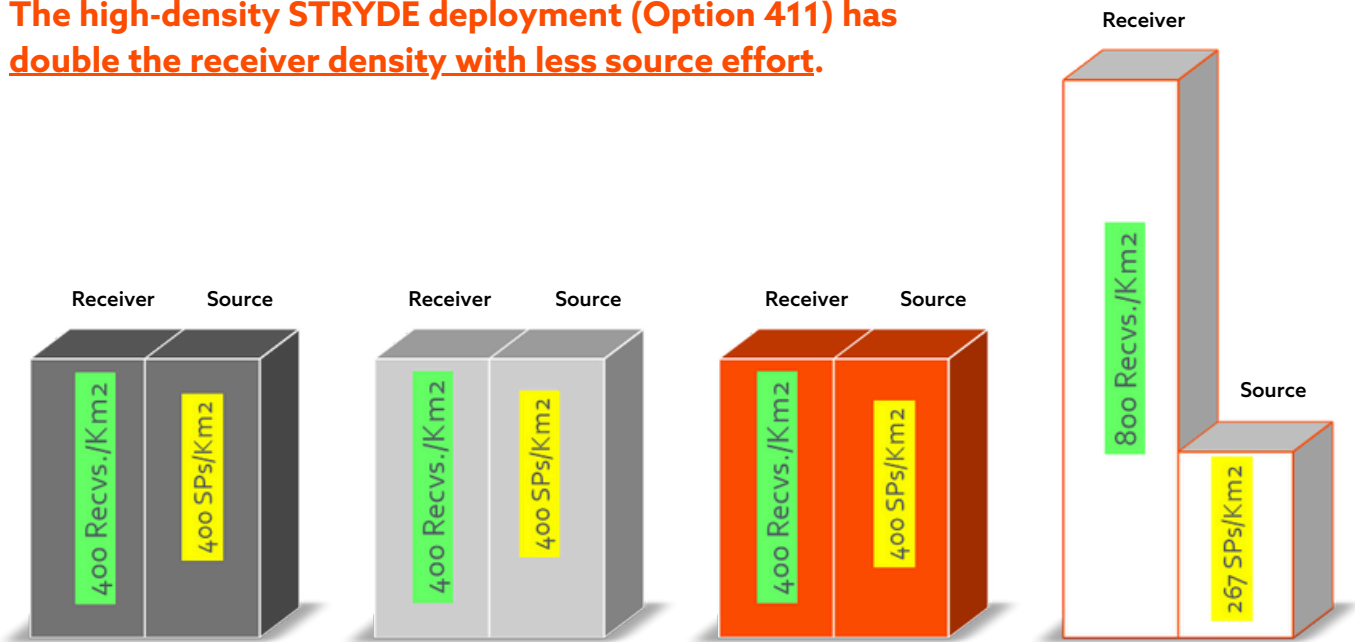 The high-density STRYDE deployment (Option 411) has
double the receiver density with less source effort.
Receiver
Source
800 Recvs./Km2
267 SPs/Km2
Receiver
Source
400 Recvs./Km2
400 SPs/Km2
Receiver
Source
400 Recvs./Km2
400 SPs/Km2
Receiver
Source
400 Recvs./Km2
400 SPs/Km2